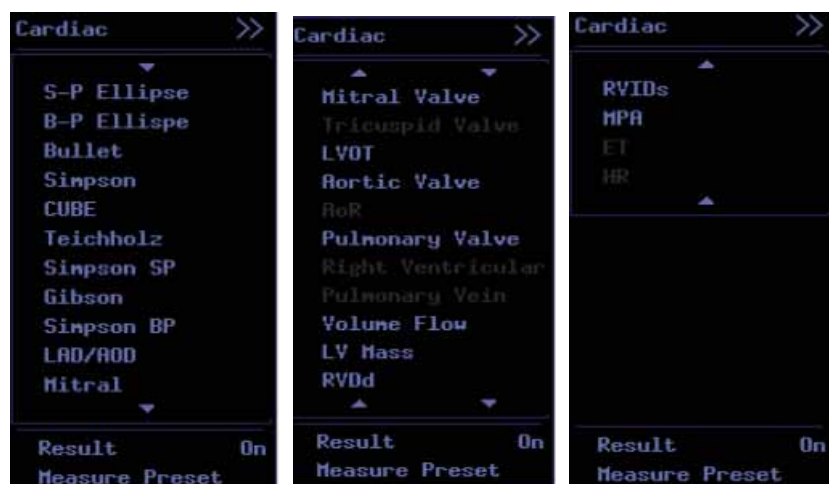 Cardiac >>
S-P Ellipse
B-P Ellispe
Bullet
Simpson
CUBE
Teichholz
Simpson SP
Gibson
Simpson BP
LAD/AOD
Mitral
Result On
Measure Preset
Cardiac >>
Mitral Valve
Tricuspid Valve
LVOT
Aortic Valve
AoR
Pulmonary Valve
Right Ventricular
Pulmonary Vein
Volume Flow
LV Mass
RVDd
Result On
Measure Preset
Cardiac >>
RVIDs
MPA
ET
HR
Result On
Measure Preset